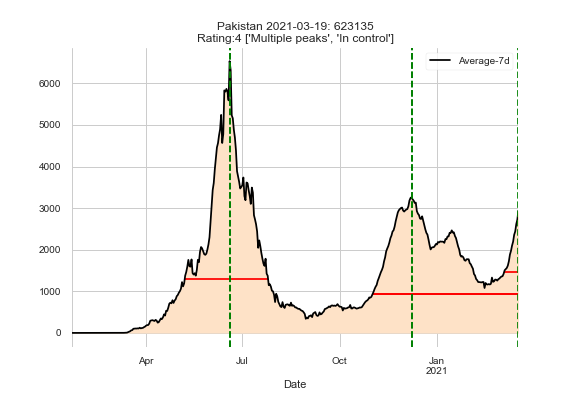 Pakistan 2021-03-19: 623135
Rating:4 ['Multiple peaks', 'In control']
Average-7d
6000
5000
4000
3000
2000
1000
0
Apr
Jul
Oct
Jan
2021
Date